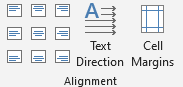 Text Direction
Cell Margins
Alignment